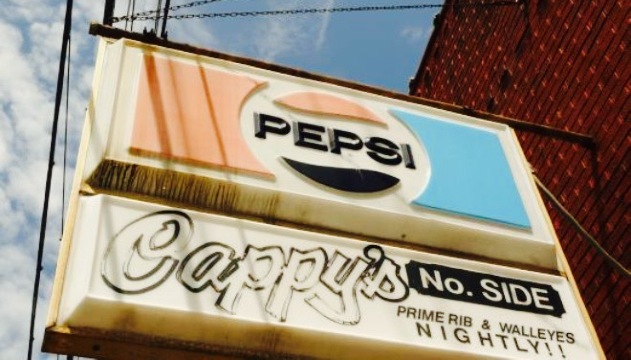 PEPSI
Cappy's No. SIDE
PRIME RIB & WALLEYES
NIGHTLY!!